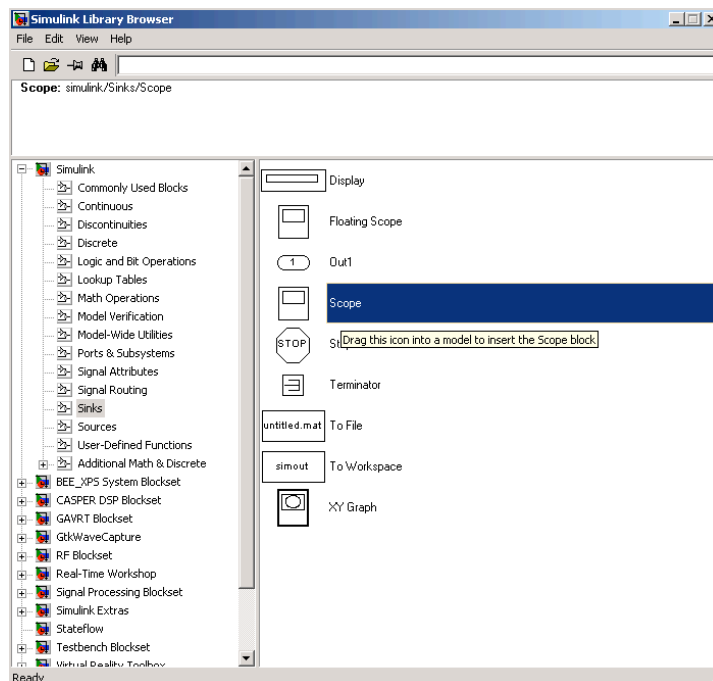 Simulink Library Browser
File Edit View Help
Scope: simulink/Sinks/Scope
Simulink
Commonly Used Blocks
Continuous
Discontinuities
Discrete
Logic and Bit Operations
Lookup Tables
Math Operations
Model Verification
Model-Wide Utilities
Ports & Subsystems
Signal Attributes
Signal Routing
Sinks
Sources
User-Defined Functions
Additional Math & Discrete
BEE_XPS System Blockset
CASPER DSP Blockset
GAVRT Blockset
GtkWaveCapture
RF Blockset
Real-Time Workshop
Signal Processing Blockset
Simulink Extras
Stateflow
Testbench Blockset
Virtual Reality Toolbox
Display
Floating Scope
1 Out1
Scope
STOP
Drag this icon into a model to insert the Scope block
Terminator
untitled.mat To File
simout To Workspace
XY Graph
Ready